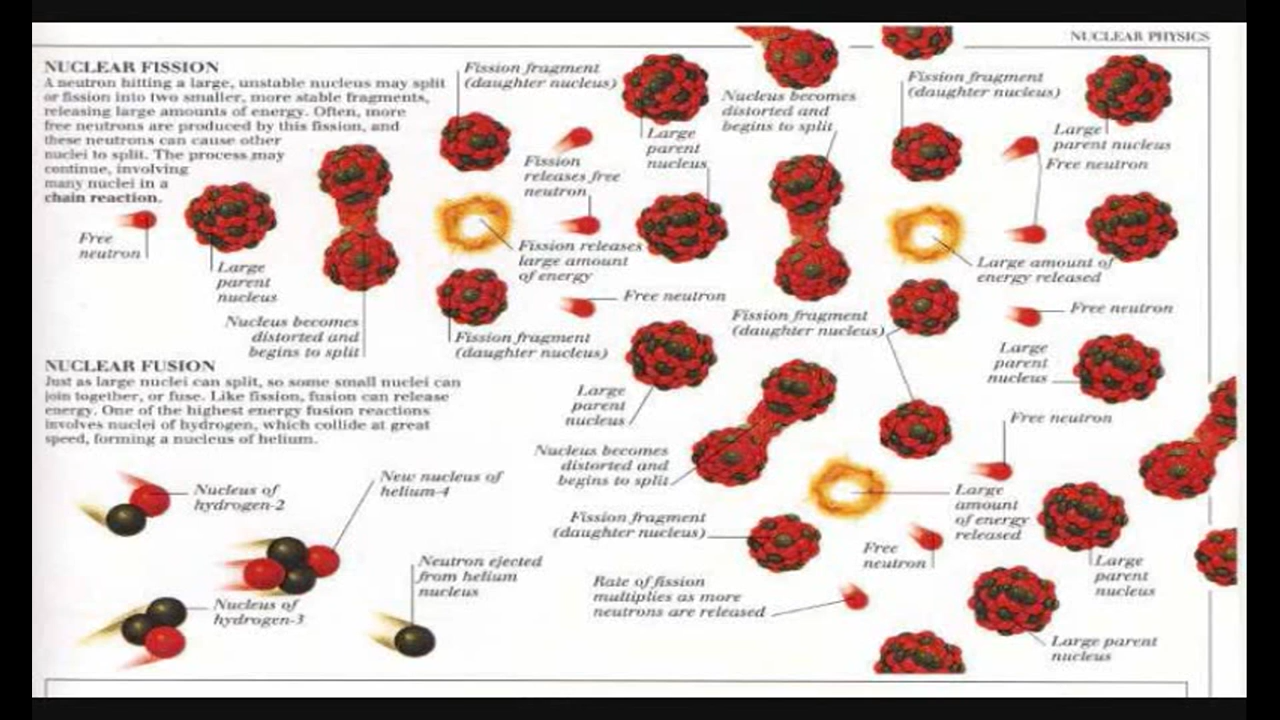 NUCLEAR PHYSICS
NUCLEAR FISSION
A neutron hitting a large, unstable nucleus may split
or fission into two smaller, more stable fragments,
releasing large amounts of energy. Often, more
free neutrons are produced by this fission, and
these neutrons can cause other
nuclei to split. The process may
continue, involving
many nuclei in a
chain reaction.
Free
neutron
Large
parent
nucleus
Nucleus becomes
distorted and
begins to split
Fission fragment
(daughter nucleus)
Fission
releases free
neutron
Fission releases
large amount
of energy
Free neutron
Fission fragment
(daughter nucleus)
Large
parent
nucleus
Nucleus becomes
distorted and
begins to split
Fission fragment
(daughter nucleus)
Large
parent nucleus
Free neutron
Large amount of
energy released
Free neutron
Fission fragment
(daughter nucleus)
Large
parent
nucleus
Large
parent
nucleus
Free neutron
Nucleus becomes
distorted and
begins to split
Large
amount
of energy
released
Fission fragment
(daughter nucleus)
Free
neutron
Large
parent
nucleus
Rate of fission
multiplies as more
neutrons are released
Large parent
nucleus
NUCLEAR FUSION
Just as large nuclei can split, so some small nuclei can
join together, or fuse. Like fission, fusion can release
energy. One of the highest energy fusion reactions
involves nuclei of hydrogen, which collide at great
speed, forming a nucleus of helium.
Nucleus of
hydrogen-2
New nucleus of
helium-4
Neutron ejected
from helium
nucleus
Nucleus of
hydrogen-3